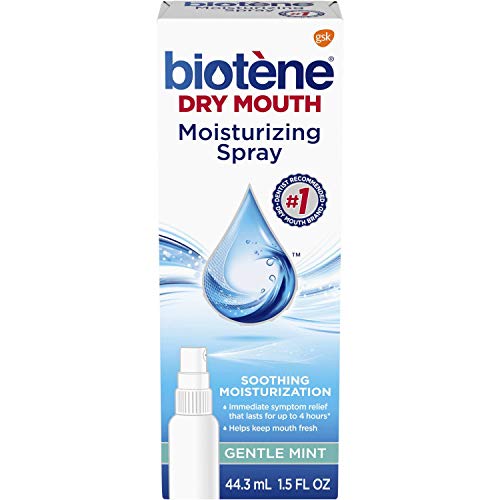 Moisturizing
Spray
gsk
biotène®
DRY MOUTH
Moisturizing
Spray
DENTIST RECOMMENDED
#1
DRY MOUTH BRAND
™
SOOTHING
MOISTURIZATION
Immediate symptom relief
that lasts for up to 4 hours*
Helps keep mouth fresh
GENTLE MINT
44.3 mL 1.5 FL OZ